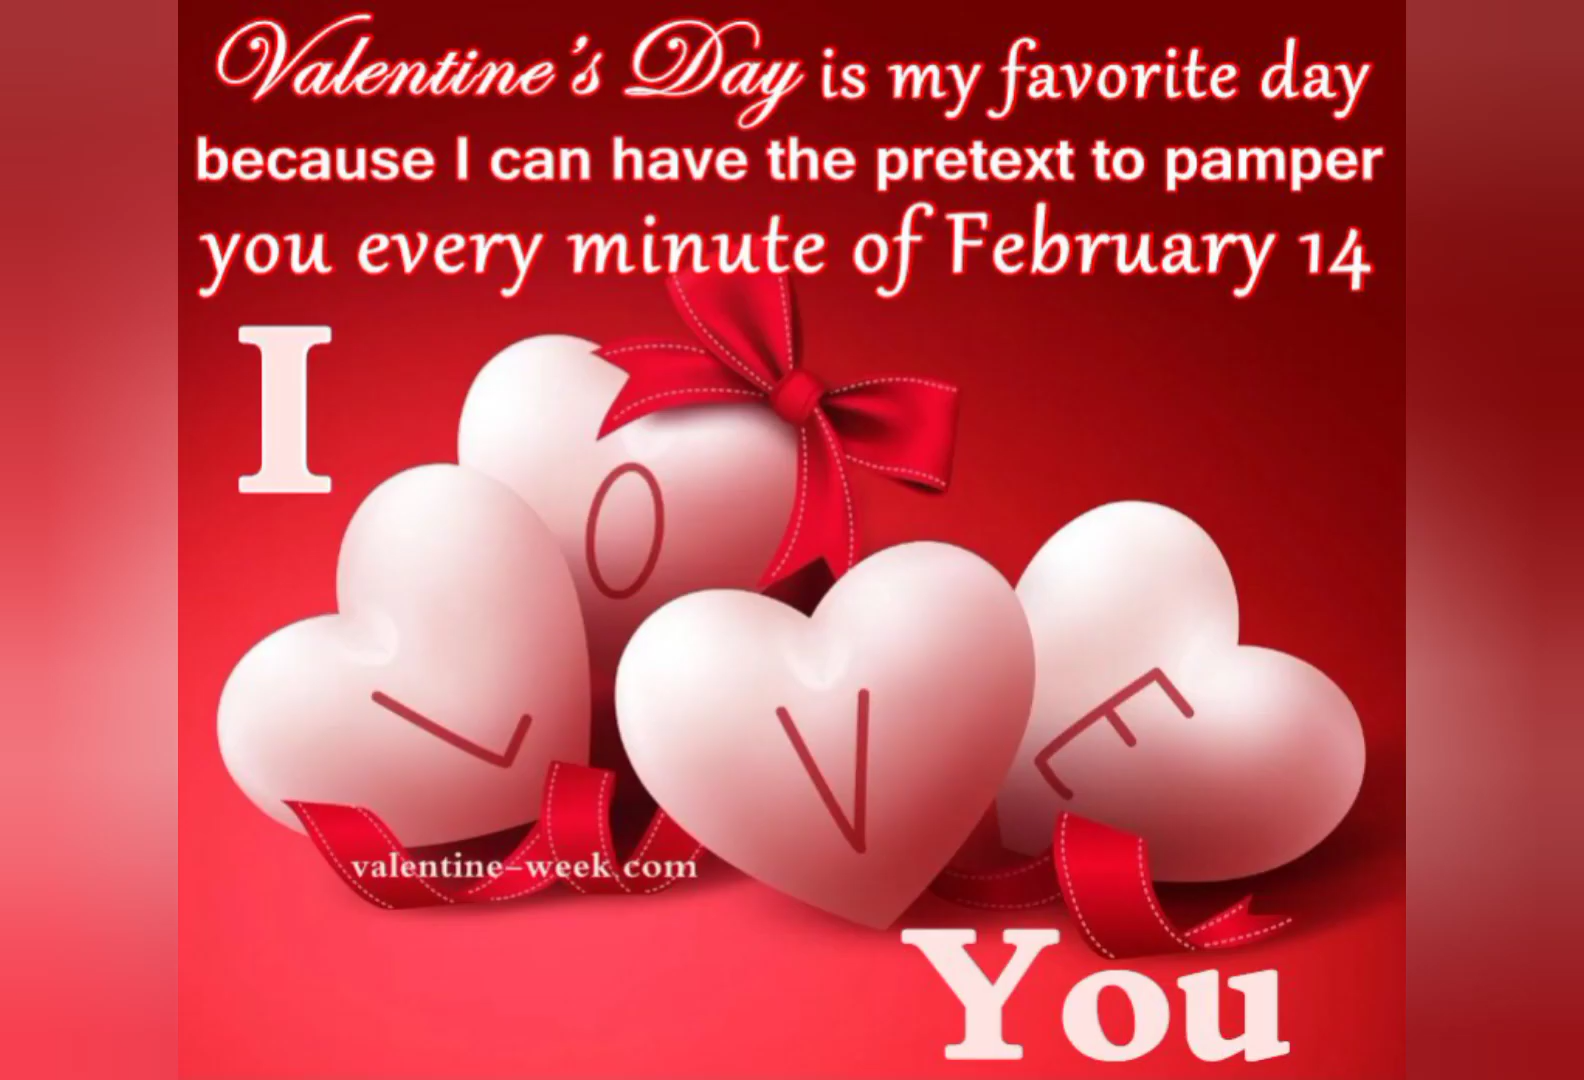 Valentine's Day is my favorite day
because I can have the pretext to pamper
you every minute of February 14
I
L O V E
valentine-week.com
You